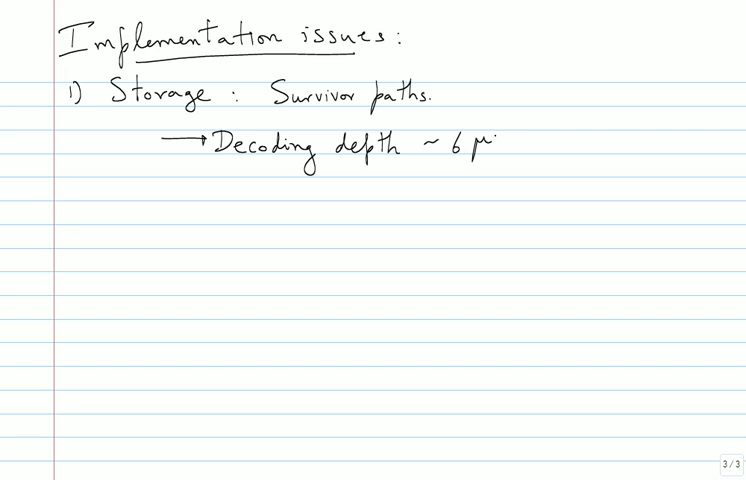 Implementation issues:
1) Storage: Survivor paths.
→ Decoding depth ~ 6 μ.
3/3